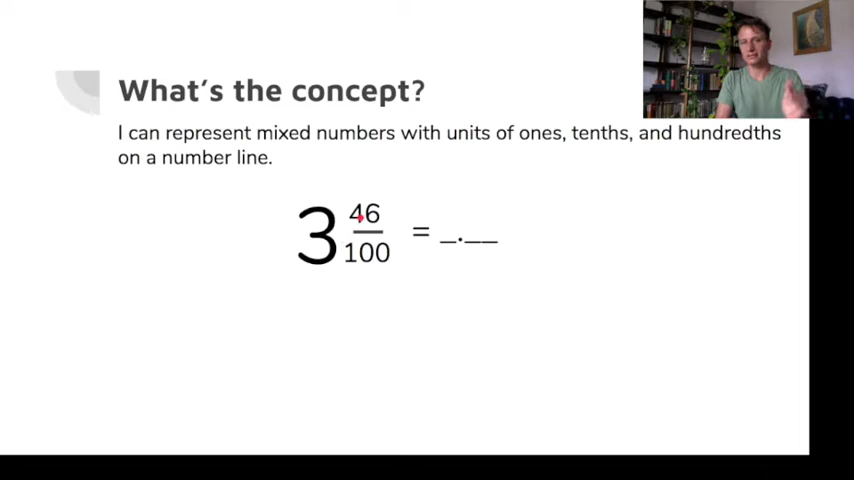 What's the concept?
I can represent mixed numbers with units of ones, tenths, and hundredths
on a number line.
3 46/100 = _.__